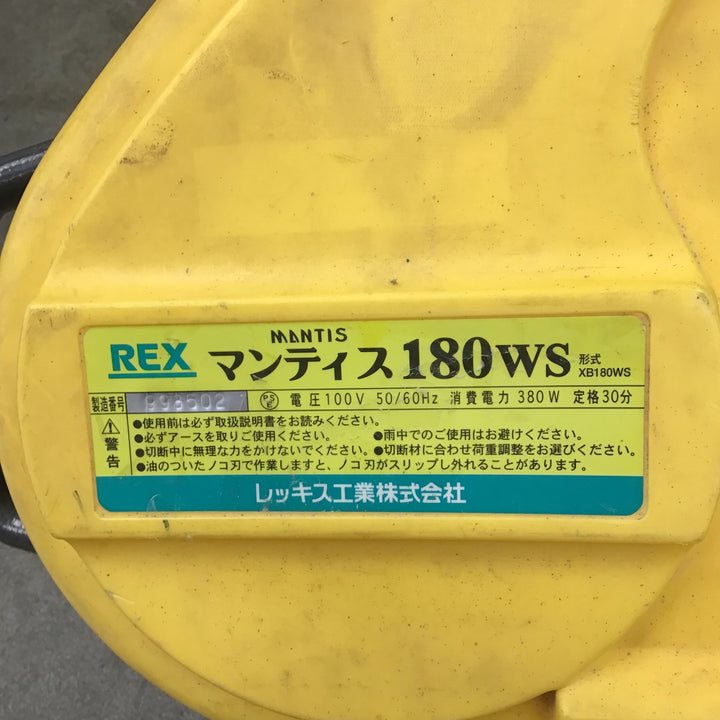 REX
MANTIS
マンティス 180WS
形式
XB180WS
製造番号 PSE 電圧100V 50/60Hz 消費電力 380W 定格30分
警告
●使用前は必ず取扱説明書をお読みください。
●必ずアースを取りご使用ください。 ●雨中でのご使用はお避けください。
●切断中に無理な力をかけないでください。 ●切断材に合わせ荷重調整をお選びください。
●油のついたノコ刃で作業しますと、ノコ刃がスリップし外れることがあります。
レッキス工業株式会社